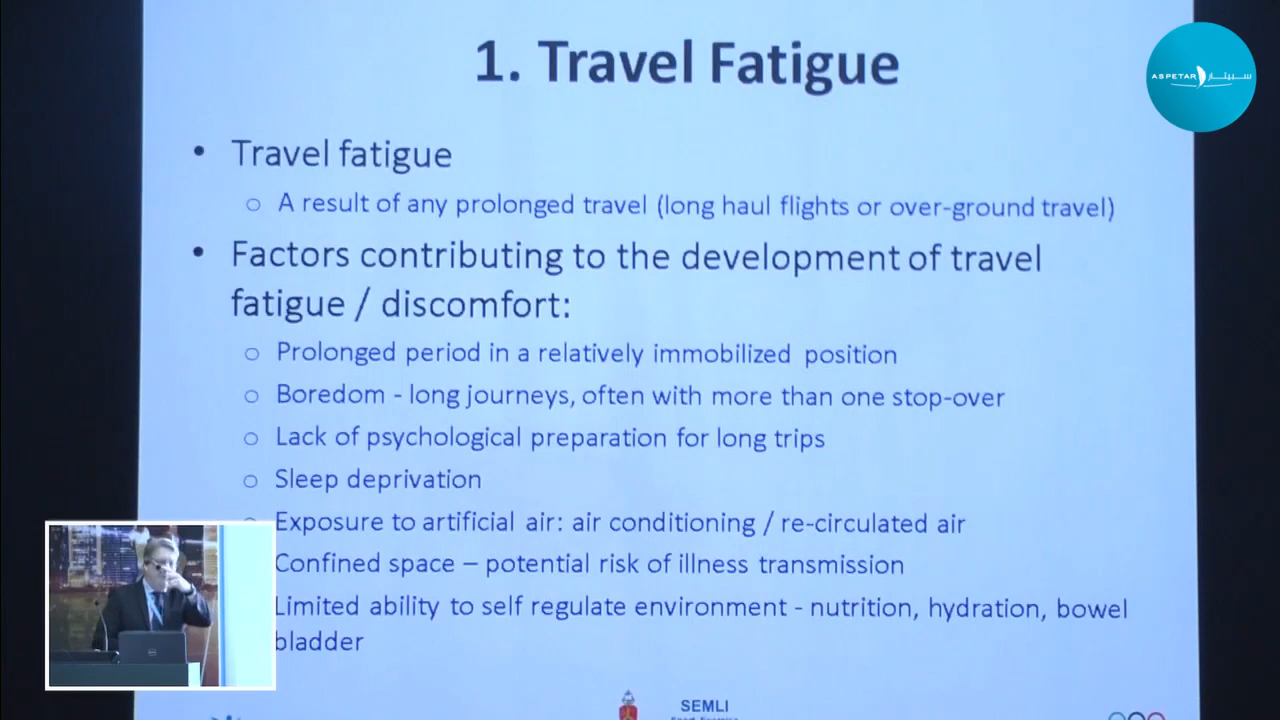 1. Travel Fatigue
ASPETAR سبيتار
• Travel fatigue
○ A result of any prolonged travel (long haul flights or over-ground travel)
• Factors contributing to the development of travel
fatigue / discomfort:
○ Prolonged period in a relatively immobilized position
○ Boredom - long journeys, often with more than one stop-over
○ Lack of psychological preparation for long trips
○ Sleep deprivation
○ Exposure to artificial air: air conditioning / re-circulated air
Confined space – potential risk of illness transmission
Limited ability to self regulate environment - nutrition, hydration, bowel
bladder
SEMLI